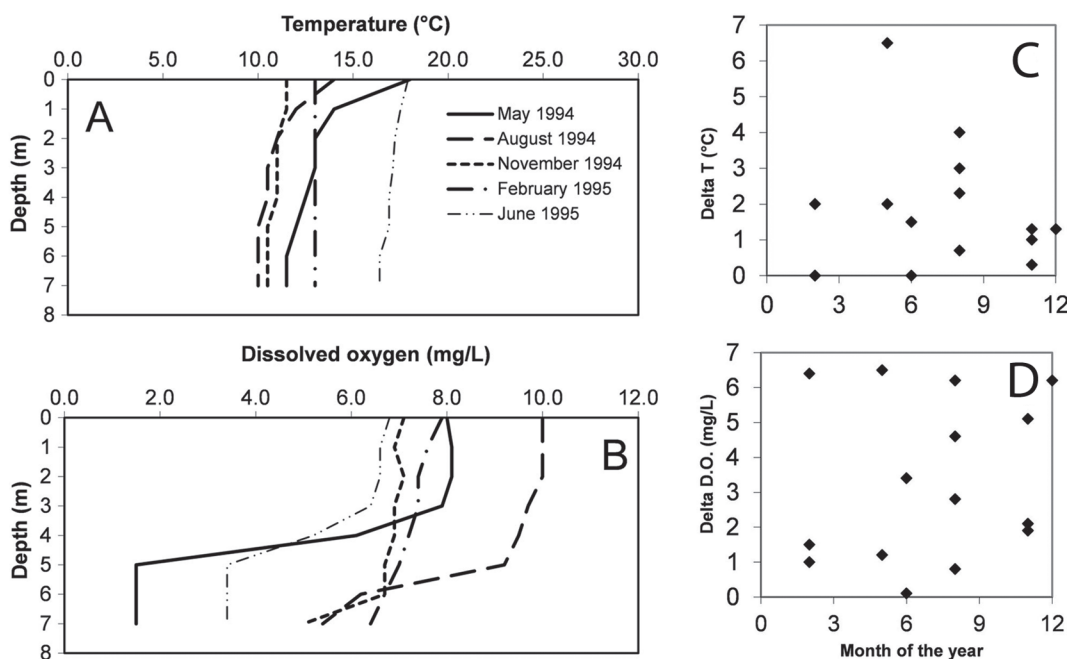 Temperature (°C)
0.0 5.0 10.0 15.0 20.0 25.0 30.0
A
Depth (m)
0
1
2
3
4
5
6
7
8
May 1994
August 1994
November 1994
February 1995
June 1995
C
Delta T (°C)
7
6
5
4
3
2
1
0
0 3 6 9 12
Dissolved oxygen (mg/L)
0.0 2.0 4.0 6.0 8.0 10.0 12.0
B
Depth (m)
0
1
2
3
4
5
6
7
8
D
Delta D.O. (mg/L)
7
6
5
4
3
2
1
0
0 3 6 9 12
Month of the year